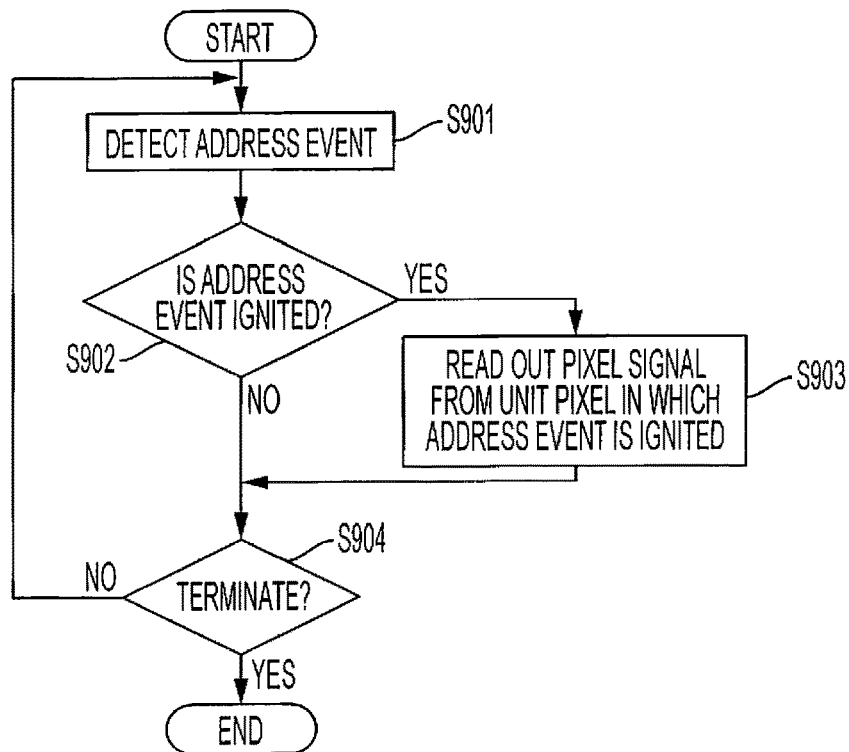 START
DETECT ADDRESS EVENT
S901
IS ADDRESS
EVENT IGNITED?
YES
S902
NO
READ OUT PIXEL SIGNAL
FROM UNIT PIXEL IN WHICH
ADDRESS EVENT IS IGNITED
S903
S904
NO
TERMINATE?
YES
END